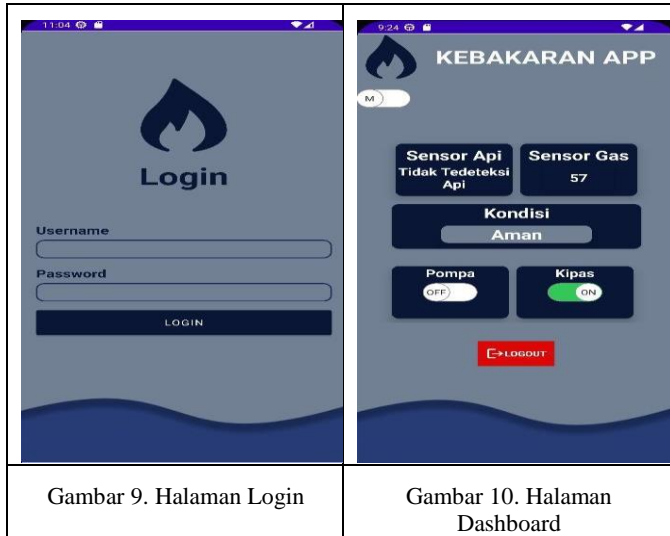 11:04
Login
Username
Password
LOGIN
Gambar 9. Halaman Login
9:24
KEBAKARAN APP
M
Sensor Api
Tidak Tedeteksi
Api
Sensor Gas
57
Kondisi
Aman
Pompa
OFF
Kipas
ON
LOGOUT
Gambar 10. Halaman
Dashboard